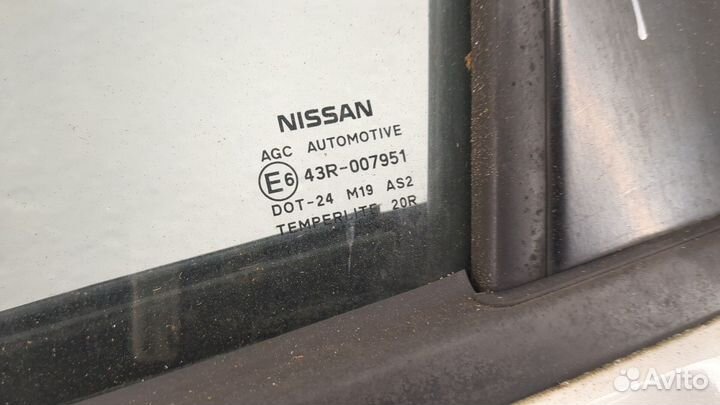 NISSAN
AGC AUTOMOTIVE
E6 43R-007951
DOT-24 M19 AS2
TEMPERLITE 20R
Avito